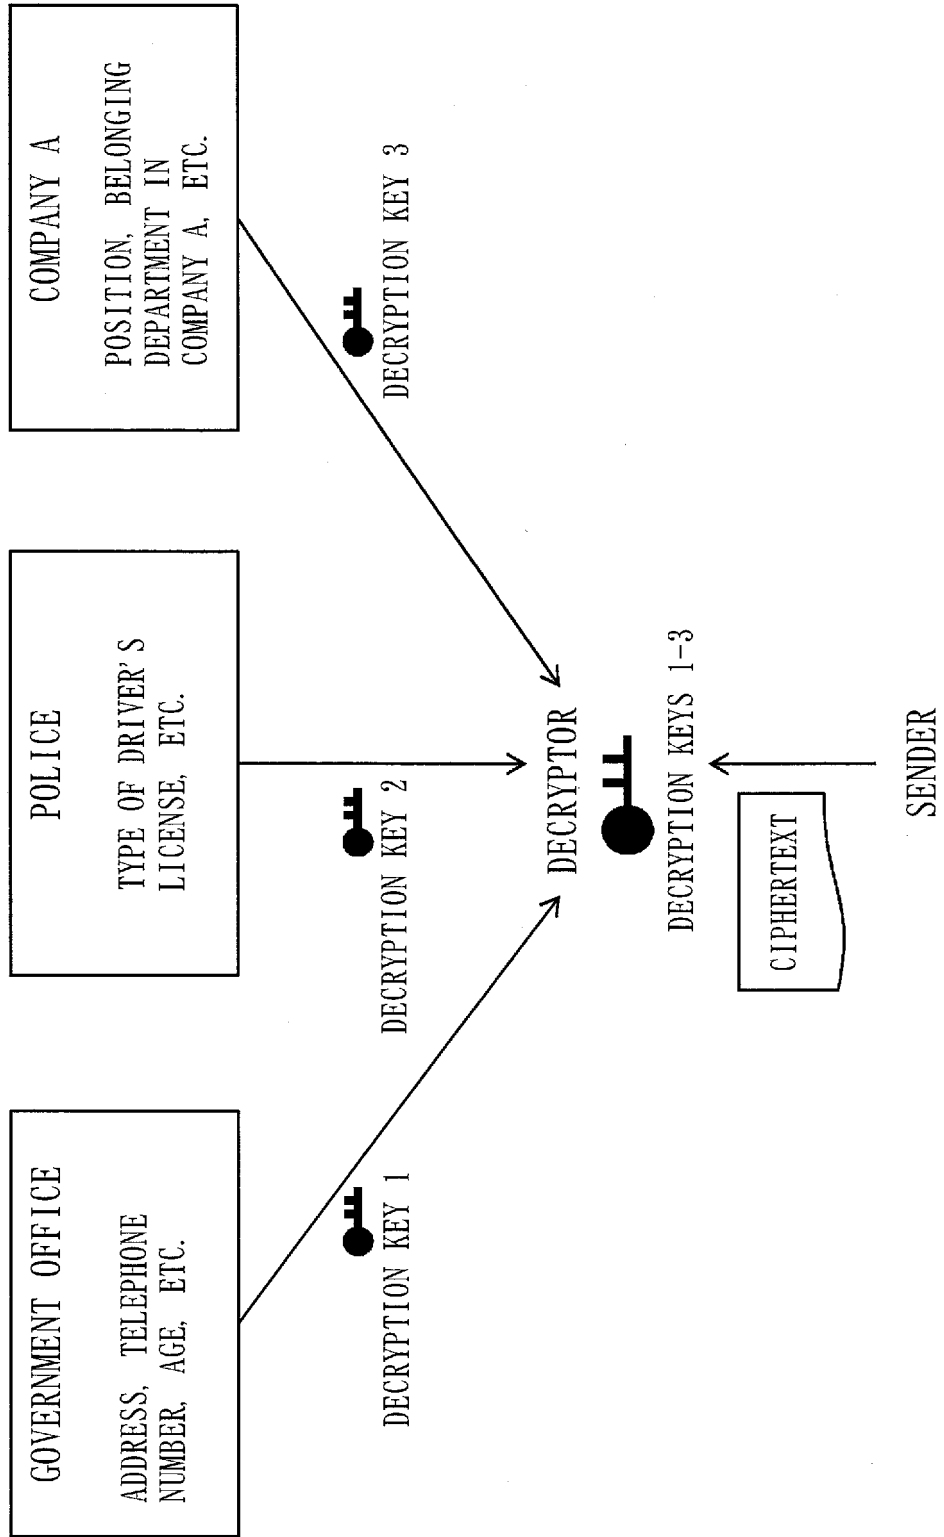 GOVERNMENT OFFICE
ADDRESS, TELEPHONE
NUMBER, AGE, ETC.
POLICE
TYPE OF DRIVER'S
LICENSE, ETC.
COMPANY A
POSITION, BELONGING
DEPARTMENT IN
COMPANY A, ETC.
DECRYPTION KEY 1
DECRYPTION KEY 2
DECRYPTION KEY 3
DECRYPTOR
DECRYPTION KEYS 1-3
CIPHERTEXT
SENDER